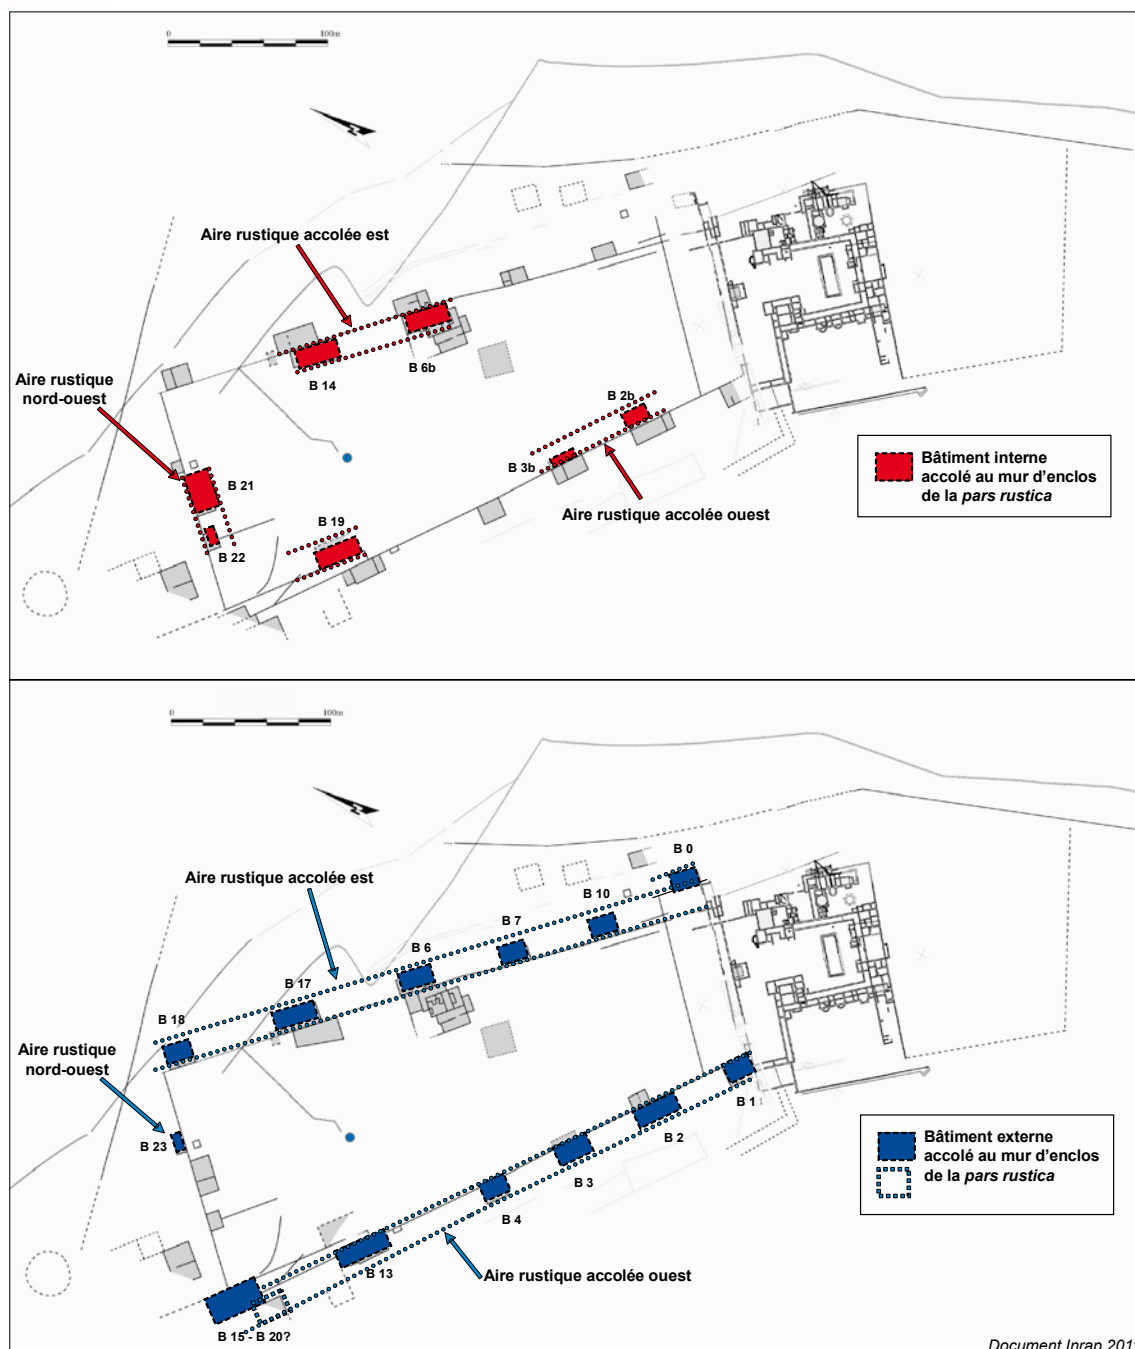 0 100m
Aire rustique accolée est
B 14
B 6b
Aire rustique
nord-ouest
B 2b
B 3b
B 21
B 22
B 19
Aire rustique accolée ouest
Bâtiment interne
accolé au mur d'enclos
de la pars rustica
0 100m
B 0
Aire rustique accolée est
B 10
B 7
B 6
B 17
B 18
Aire rustique
nord-ouest
B 23
B 1
B 2
B 3
B 4
B 13
Aire rustique accolée ouest
B 15 - B 20?
Bâtiment externe
accolé au mur d'enclos
de la pars rustica
Document Inrap 201